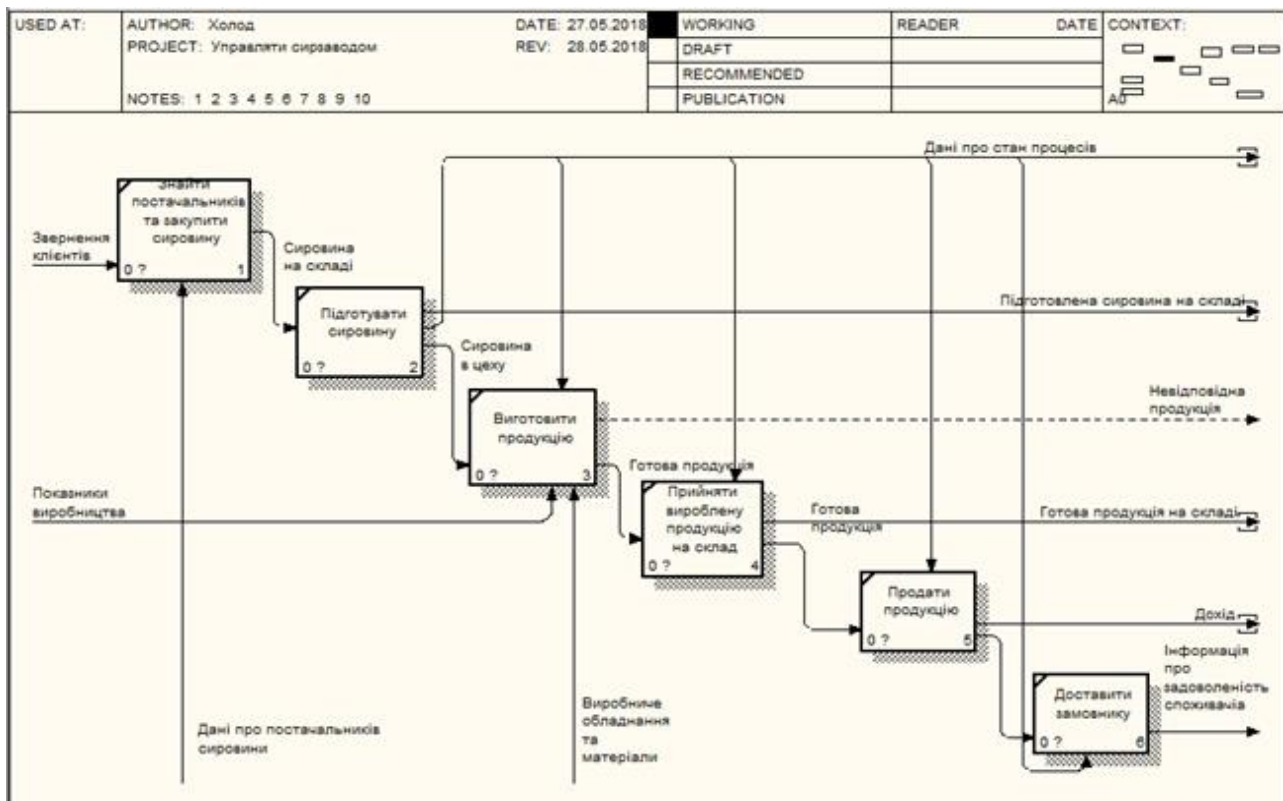 USED AT:
AUTHOR: Холод
DATE: 27.05.2018
PROJECT: Управляти сирзаводом
REV: 28.05.2018
NOTES: 1 2 3 4 5 6 7 8 9 10
WORKING
DRAFT
RECOMMENDED
PUBLICATION
READER
DATE
CONTEXT:
A0
Дані про стан процесів
Знайти
постачальників
та закупити
сировину
0 ?
1
Звернення
клієнтів
Сировина
на складі
Підготовлена сировина на складі
Підготувати
сировину
0 ?
2
Сировина
в цеху
Невідповідна
продукція
Виготовити
продукцію
0 ?
3
Готова продукція
Показники
виробництва
Прийняти
вироблену
продукцію
на склад
0 ?
4
Готова
продукція
Готова продукція на складі
Продати
продукцію
0 ?
5
Дохід
Інформація
про
задоволеність
споживачіа
Доставити
замовнику
0 ?
6
Дані про постачальників
сировини
Виробниче
обладнання
та
матеріали